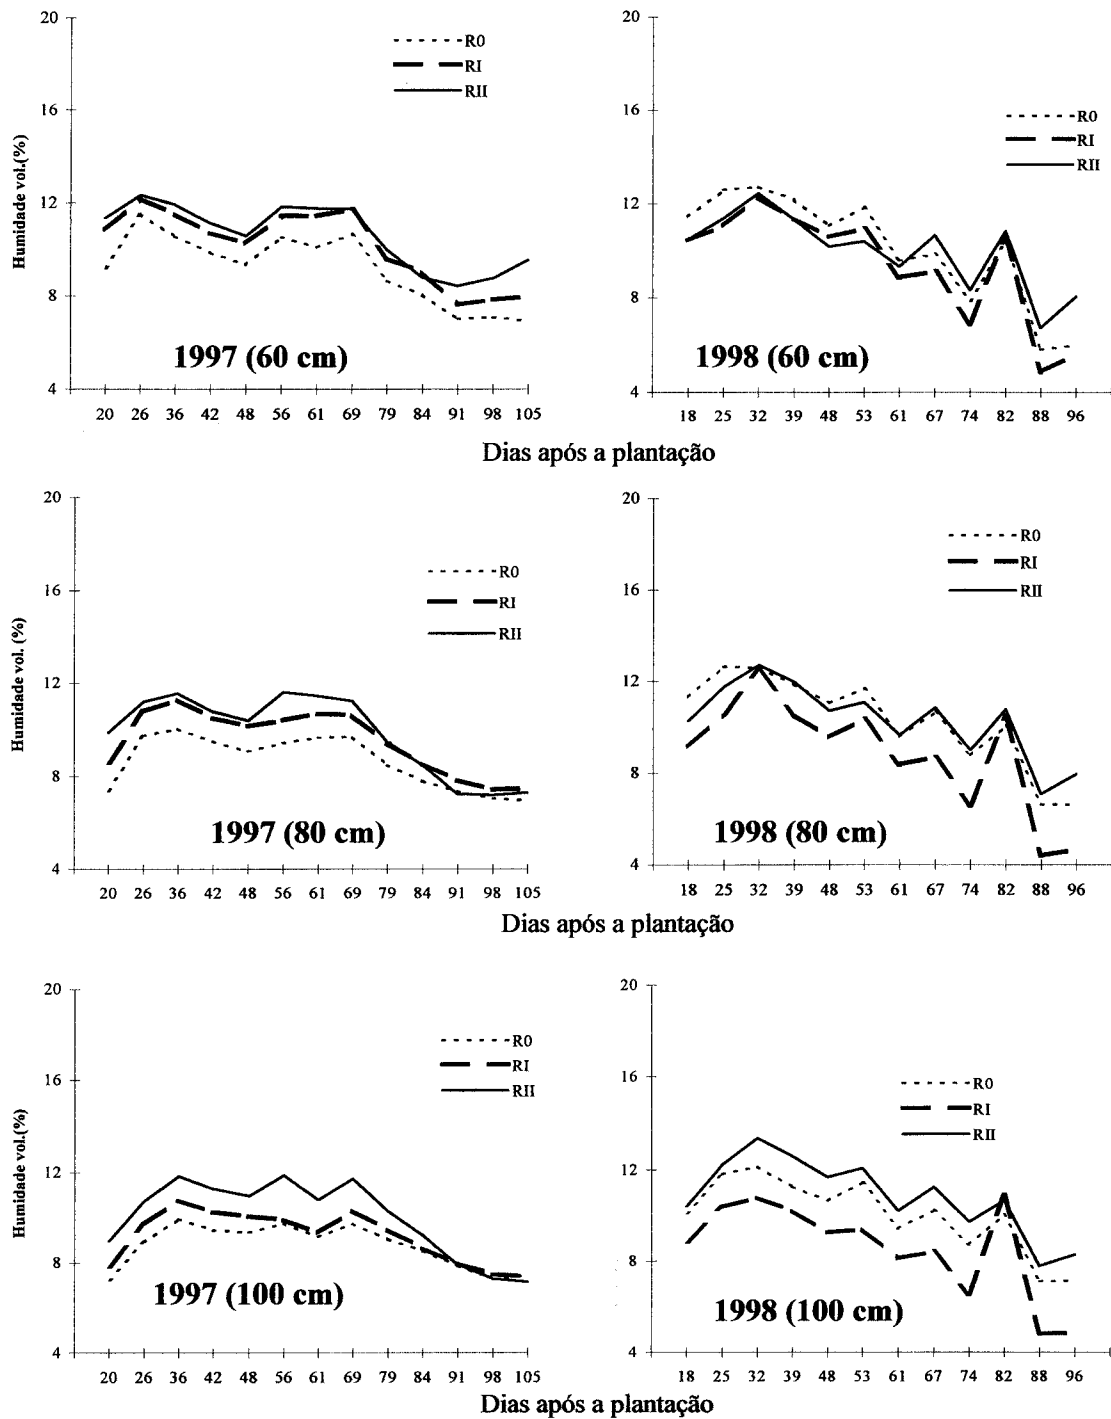 20
16
12
8
4
Humidade vol.(%)
R0
RI
RII
1997 (60 cm)
20 26 36 42 48 56 61 69 79 84 91 98 105
20
16
12
8
4
R0
RI
RII
1998 (60 cm)
18 25 32 39 48 53 61 67 74 82 88 96
Dias após a plantação
20
16
12
8
4
Humidade vol. (%)
R0
RI
RII
1997 (80 cm)
20 26 36 42 48 56 61 69 79 84 91 98 105
20
16
12
8
4
R0
RI
RII
1998 (80 cm)
18 25 32 39 48 53 61 67 74 82 88 96
Dias após a plantação
20
16
12
8
4
Humidade vol.(%)
R0
RI
RII
1997 (100 cm)
20 26 36 42 48 56 61 69 79 84 91 98 105
20
16
12
8
4
R0
RI
RII
1998 (100 cm)
18 25 32 39 48 53 61 67 74 82 88 96
Dias após a plantação